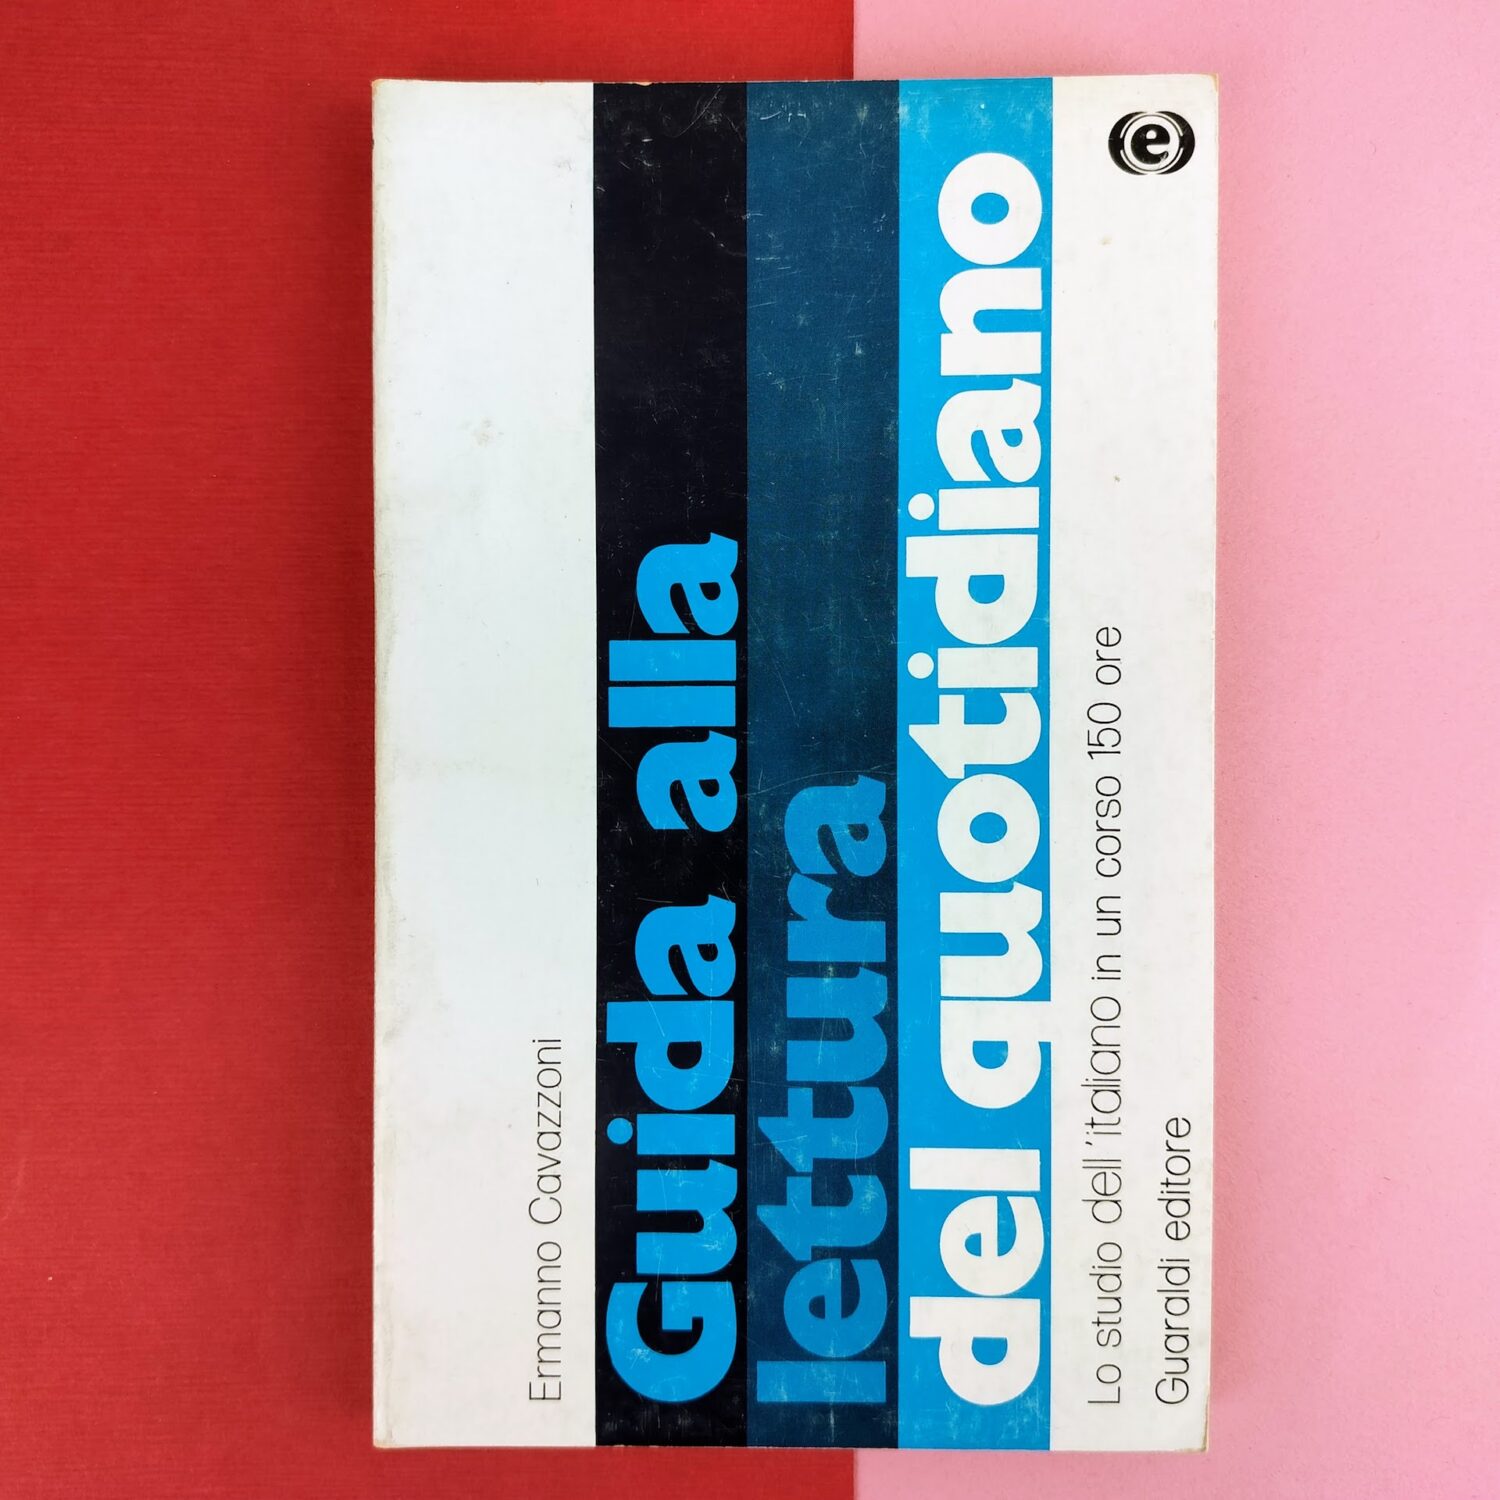 Ermanno Cavazzoni
Guida alla
lettura
del quotidiano
Lo studio dell'italiano in un corso 150 ore
Guaraldi editore
e